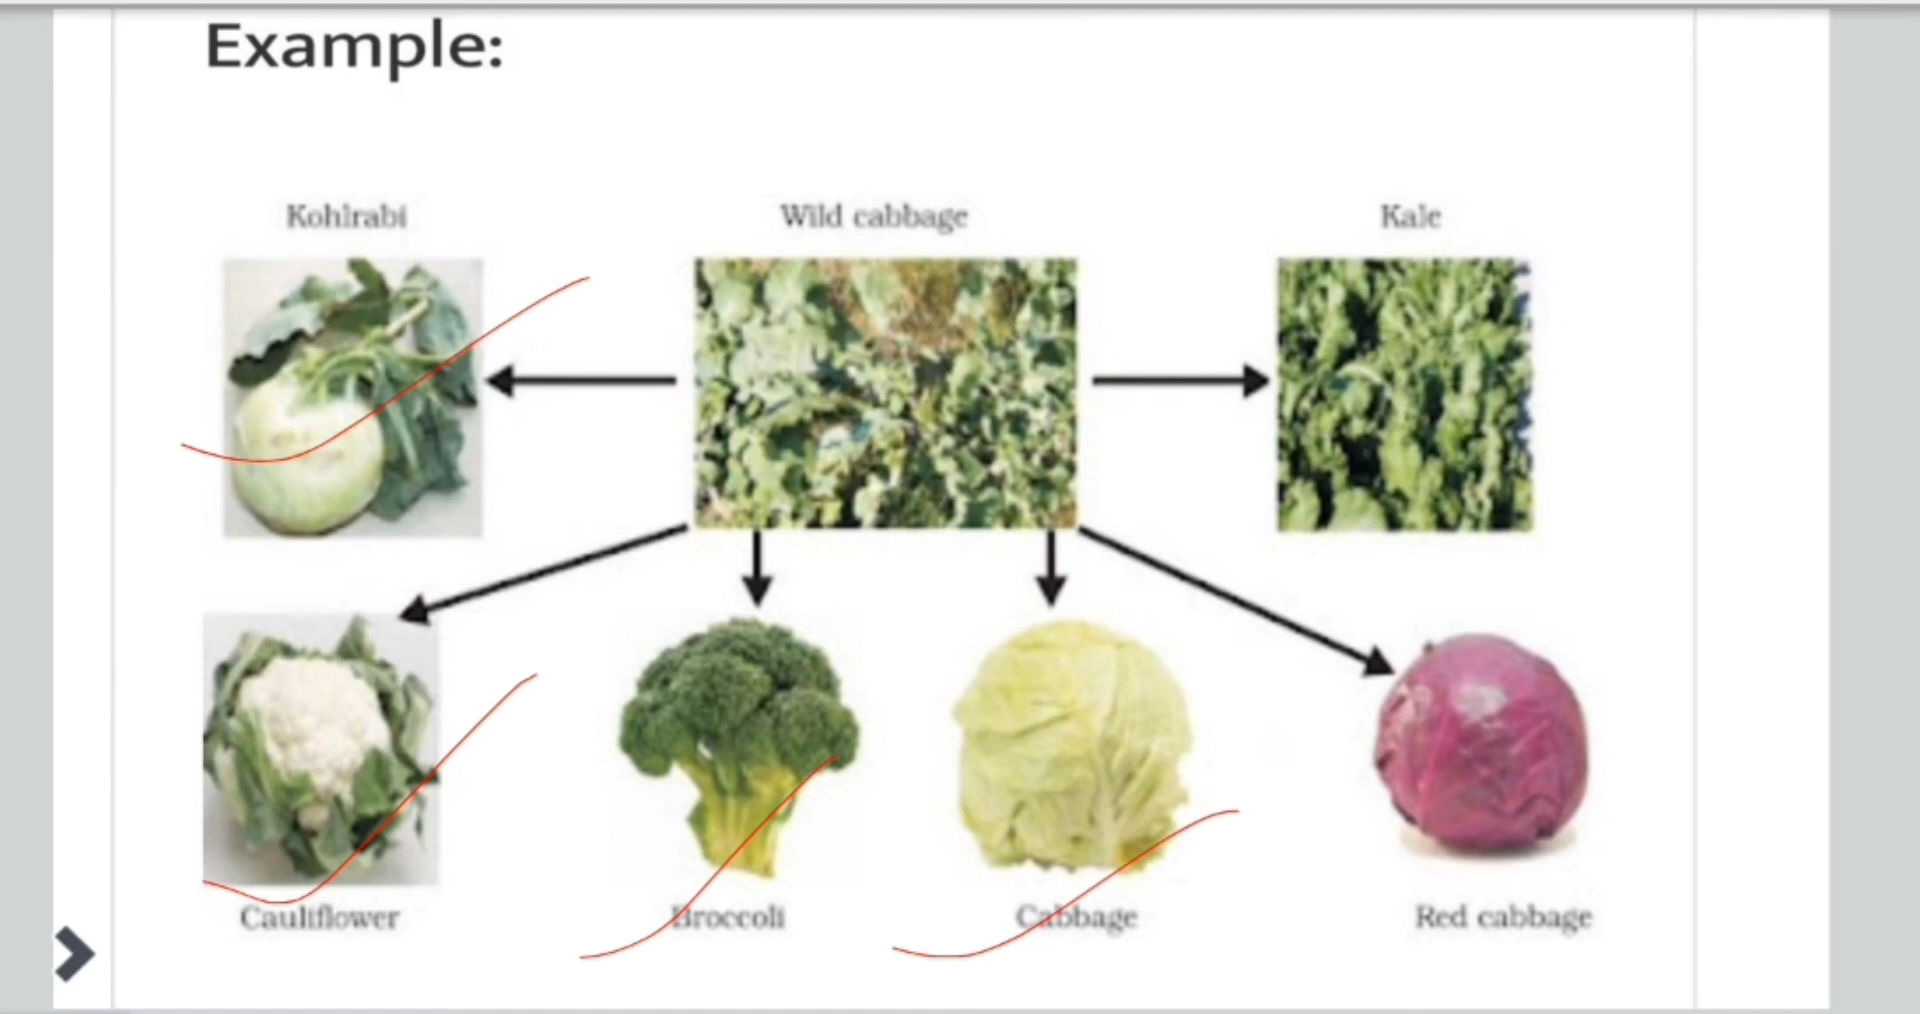 Example:
Kohlrabi
Wild cabbage
Kale
Cauliflower
Broccoli
Cabbage
Red cabbage